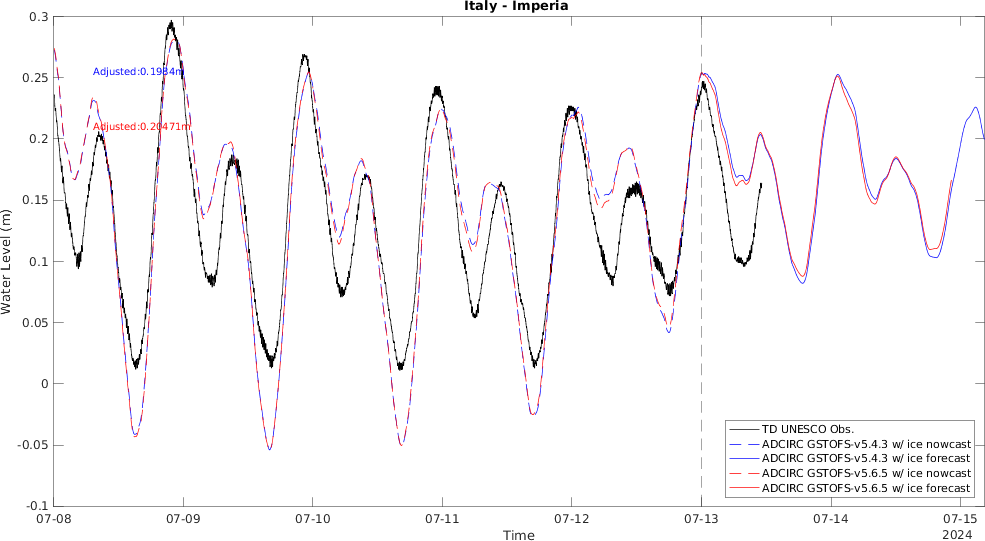 Italy - Imperia
0.3
0.25
0.2
0.15
0.1
0.05
0
-0.05
-0.1
Water Level (m)
Adjusted:0.1934m
Adjusted:0.20471m
TD UNESCO Obs.
ADCIRC GSTOFS-v5.4.3 w/ ice nowcast
ADCIRC GSTOFS-v5.4.3 w/ ice forecast
ADCIRC GSTOFS-v5.6.5 w/ ice nowcast
ADCIRC GSTOFS-v5.6.5 w/ ice forecast
07-08 07-09 07-10 07-11 07-12 07-13 07-14 07-15
Time
2024